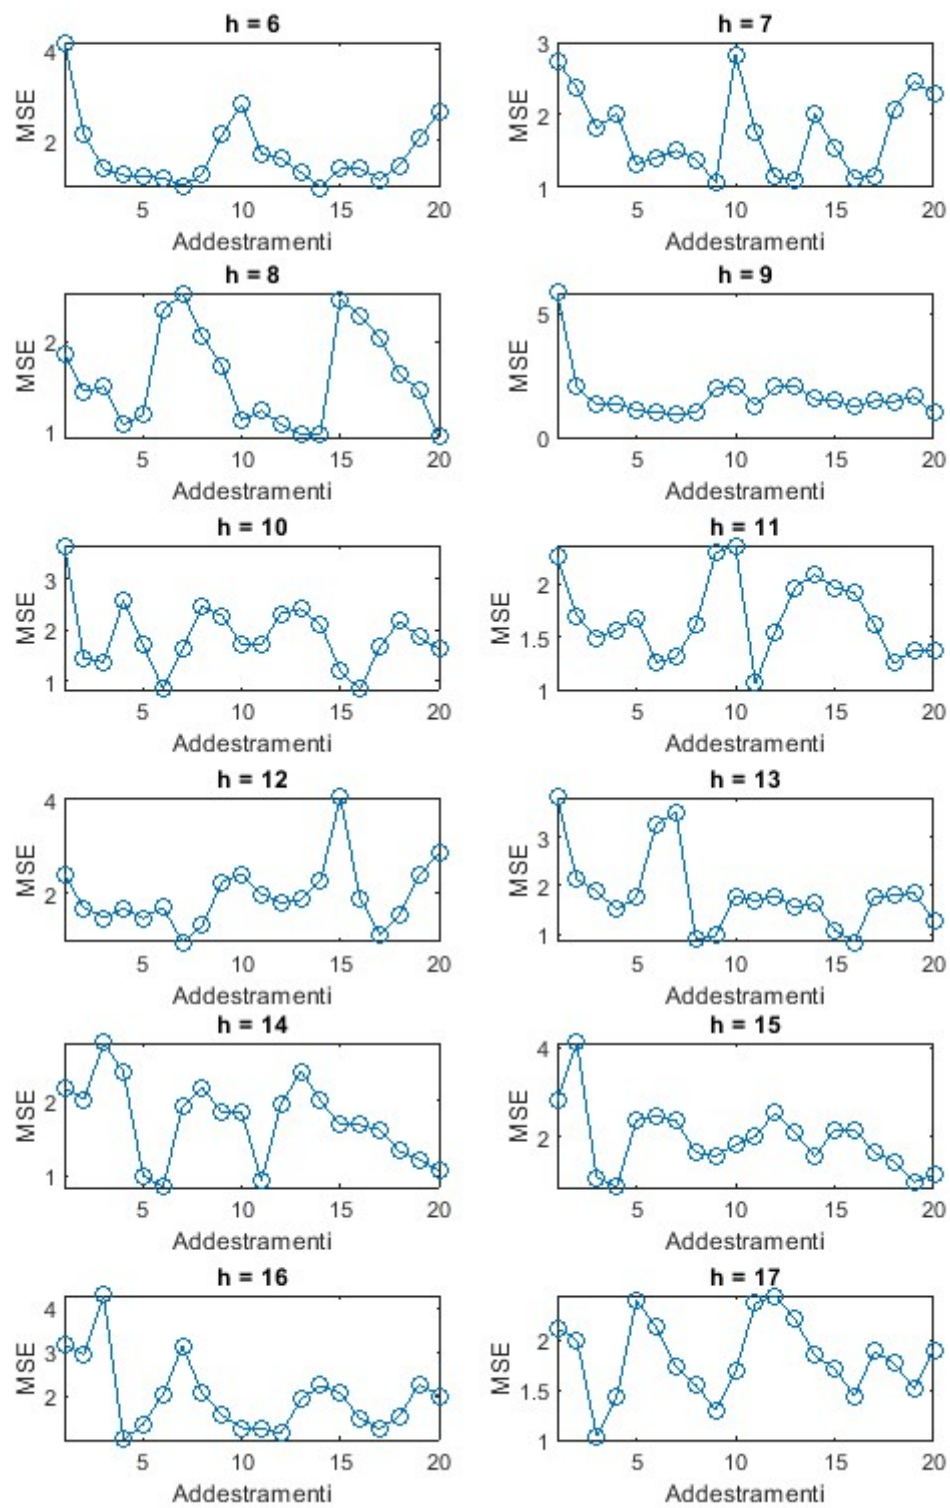 h = 6
4
2
MSE
5
10
15
20
Addestramenti
h = 7
3
2
1
MSE
5
10
15
20
Addestramenti
h = 8
2
1
MSE
5
10
15
20
Addestramenti
h = 9
5
0
MSE
5
10
15
20
Addestramenti
h = 10
3
2
1
MSE
5
10
15
20
Addestramenti
h = 11
2
1.5
1
MSE
5
10
15
20
Addestramenti
h = 12
4
2
MSE
5
10
15
20
Addestramenti
h = 13
3
2
1
MSE
5
10
15
20
Addestramenti
h = 14
2
1
MSE
5
10
15
20
Addestramenti
h = 15
4
2
MSE
5
10
15
20
Addestramenti
h = 16
4
3
2
MSE
5
10
15
20
Addestramenti
h = 17
2
1.5
1
MSE
5
10
15
20
Addestramenti